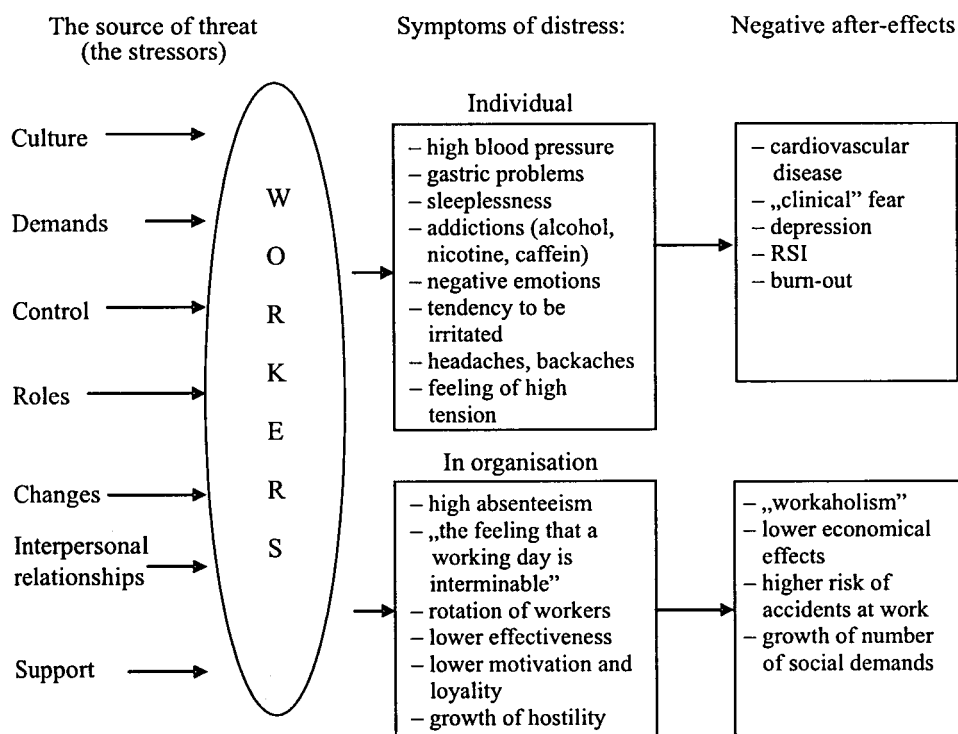 The source of threat
(the stressors)
Symptoms of distress:
Negative after-effects
Culture
Demands
Control
Roles
Changes
Interpersonal
relationships
Support
W
O
R
K
E
R
S
Individual
– high blood pressure
– gastric problems
– sleeplessness
– addictions (alcohol,
nicotine, caffein)
– negative emotions
– tendency to be
irritated
– headaches, backaches
– feeling of high
tension
– cardiovascular
disease
– „clinical” fear
– depression
– RSI
– burn-out
In organisation
– high absenteeism
– „the feeling that a
working day is
interminable”
– rotation of workers
– lower effectiveness
– lower motivation and
loyality
– growth of hostility
– „workaholism”
– lower economical
effects
– higher risk of
accidents at work
– growth of number
of social demands